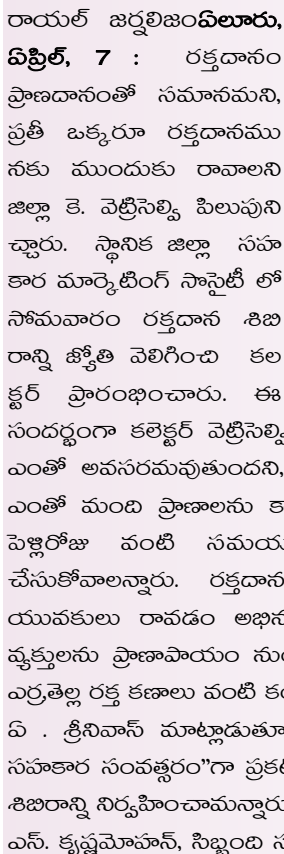 రాయల్ జర్నలిజంఏలూరు,
ఏప్రిల్, 7 : రక్తదానం
ప్రాణదానంతో సమానమని,
ప్రతీ ఒక్కరూ రక్తదానము
నకు ముందుకు రావాలని
జిల్లా కె. వెట్రిసెల్వి పిలుపుని
చ్చారు. స్థానిక జిల్లా సహ
కార మార్కెటింగ్ సొసైటీ లో
సోమవారం రక్తదాన శిబి
రాన్ని జ్యోతి వెలిగించి కల
క్టర్ ప్రారంభించారు. ఈ
సందర్భంగా కలెక్టర్ వెట్రిసెల్వి
ఎంతో అవసరమవుతుందని,
ఎంతో మంది ప్రాణాలను
పెళ్లిరోజు వంటి సమయ
చేసుకోవాలన్నారు. రక్తదాన
యువకులు రావడం అభిన
వ్యక్తులను ప్రాణాపాయం
ఎర్ర,తెల్ల రక్త కణాలు వంటి
ఏ . శ్రీనివాస్ మాట్లాడుతూ
సహకార సంవత్సరం"గా
శిబిరాన్ని నిర్వహించామన్నారు
ఎస్. కృష్ణమోహన్, సిబ్బంది